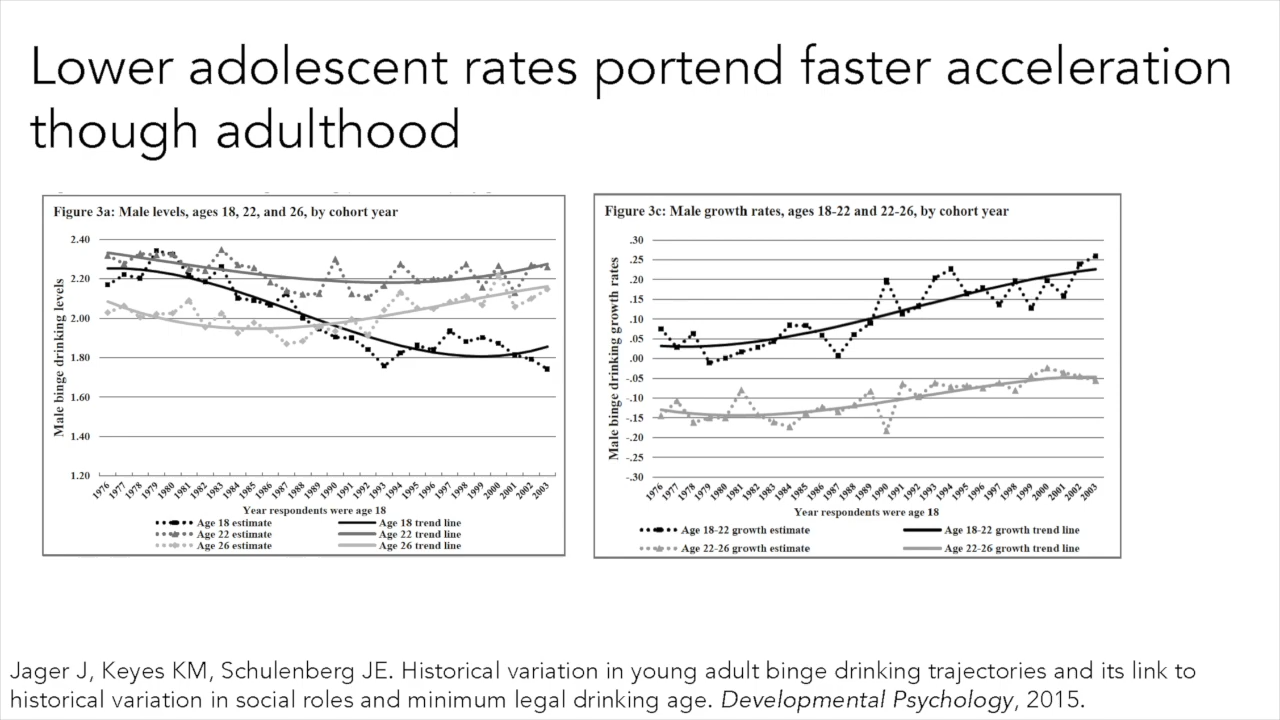 Lower adolescent rates portend faster acceleration
though adulthood
Figure 3a: Male levels, ages 18, 22, and 26, by cohort year
Male binge drinking levels
2.40
2.20
2.00
1.80
1.60
1.40
1.20
1976 1977 1978 1979 1980 1981 1982 1983 1984 1985 1986 1987 1988 1989 1990 1991 1992 1993 1994 1995 1996 1997 1998 1999 2000 2001 2002 2003
Year respondents were age 18
Age 18 estimate Age 18 trend line
Age 22 estimate Age 22 trend line
Age 26 estimate Age 26 trend line
Figure 3c: Male growth rates, ages 18-22 and 22-26, by cohort year
Male binge drinking growth rates
.30
.25
.20
.15
.10
.05
.00
-.05
-.10
-.15
-.20
-.25
-.30
1976 1977 1978 1979 1980 1981 1982 1983 1984 1985 1986 1987 1988 1989 1990 1991 1992 1993 1994 1995 1996 1997 1998 1999 2000 2001 2002 2003
Year respondents were age 18
Age 18-22 growth estimate Age 18-22 growth trend line
Age 22-26 growth estimate Age 22-26 growth trend line
Jager J, Keyes KM, Schulenberg JE. Historical variation in young adult binge drinking trajectories and its link to
historical variation in social roles and minimum legal drinking age. Developmental Psychology, 2015.